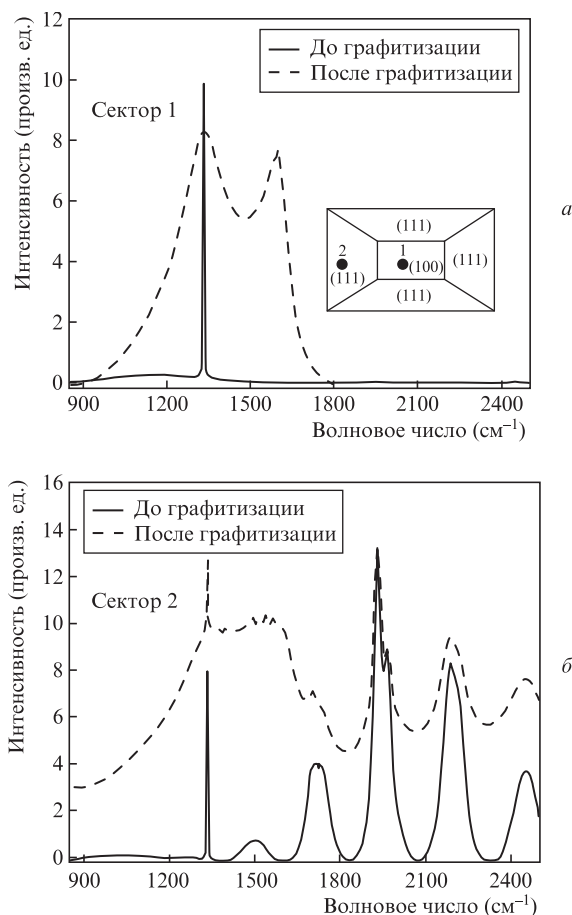 12
10
8
6
4
2
0
Интенсивность (произв. ед.)
До графитизации
После графитизации
Сектор 1
(111)
2
(111)
1
(100)
(111)
(111)
а
900 1200 1500 1800 2100 2400
Волновое число (см⁻¹)
16
14
12
10
8
6
4
2
0
Интенсивность (произв. ед.)
До графитизации
После графитизации
Сектор 2
б
900 1200 1500 1800 2100 2400
Волновое число (см⁻¹)